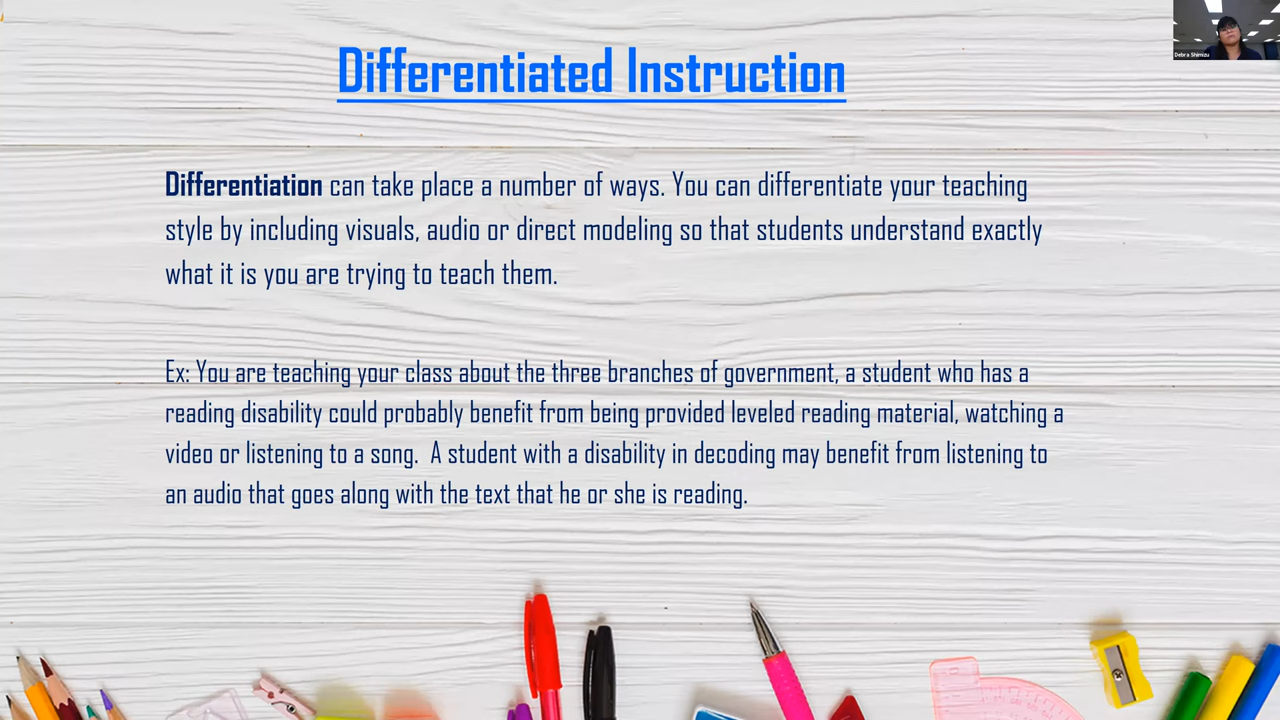 Differentiated Instruction
Debra Shimizu
Differentiation can take place a number of ways. You can differentiate your teaching
style by including visuals, audio or direct modeling so that students understand exactly
what it is you are trying to teach them.
Ex: You are teaching your class about the three branches of government, a student who has a
reading disability could probably benefit from being provided leveled reading material, watching a
video or listening to a song.  A student with a disability in decoding may benefit from listening to
an audio that goes along with the text that he or she is reading.